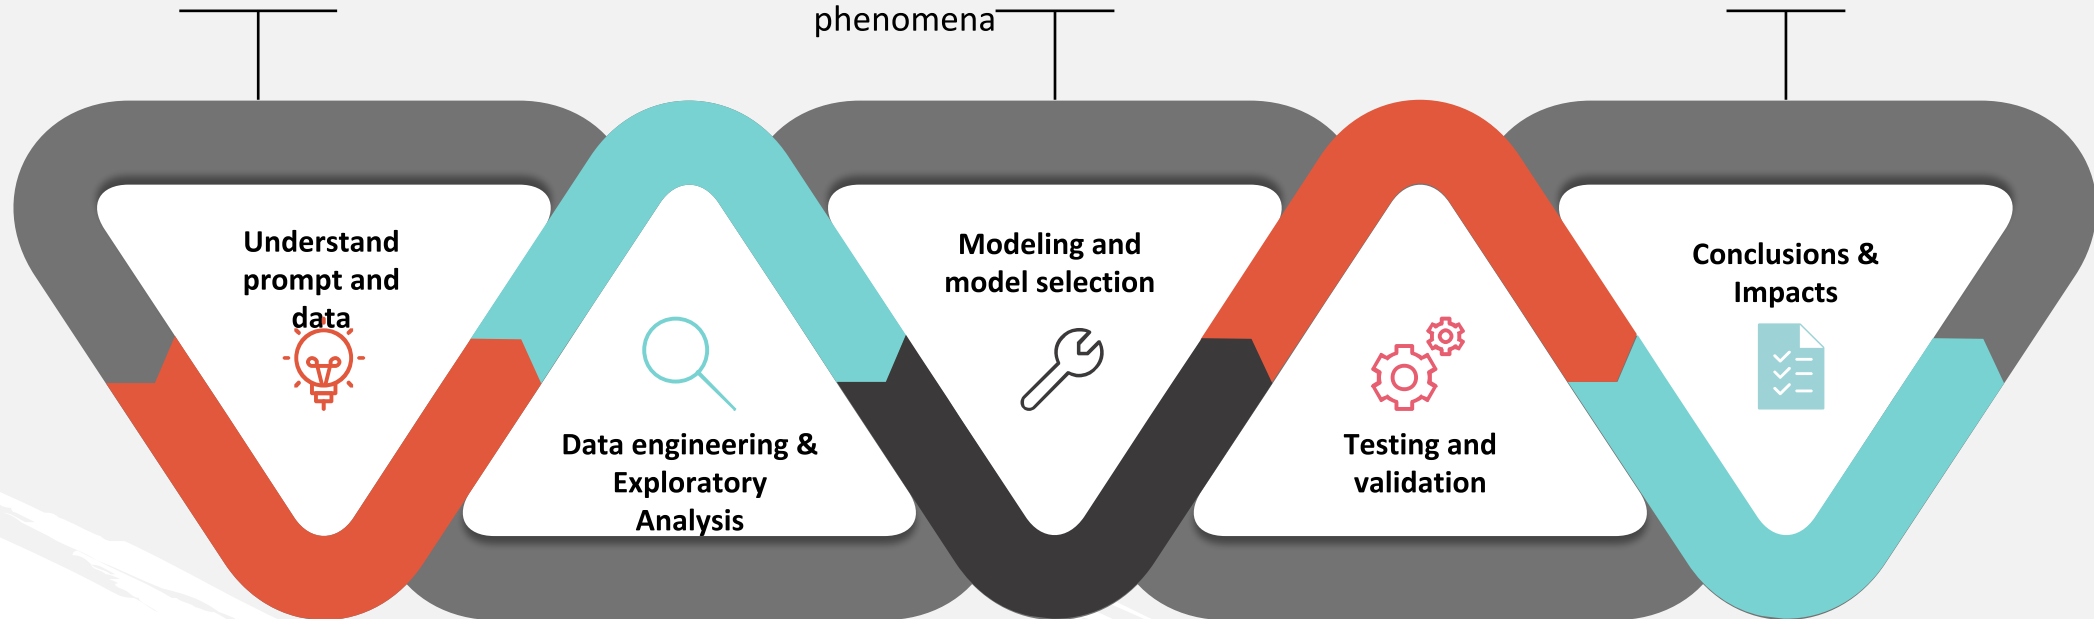 phenomena
Understand
prompt and
data
Data engineering &
Exploratory
Analysis
Modeling and
model selection
Testing and
validation
Conclusions &
Impacts